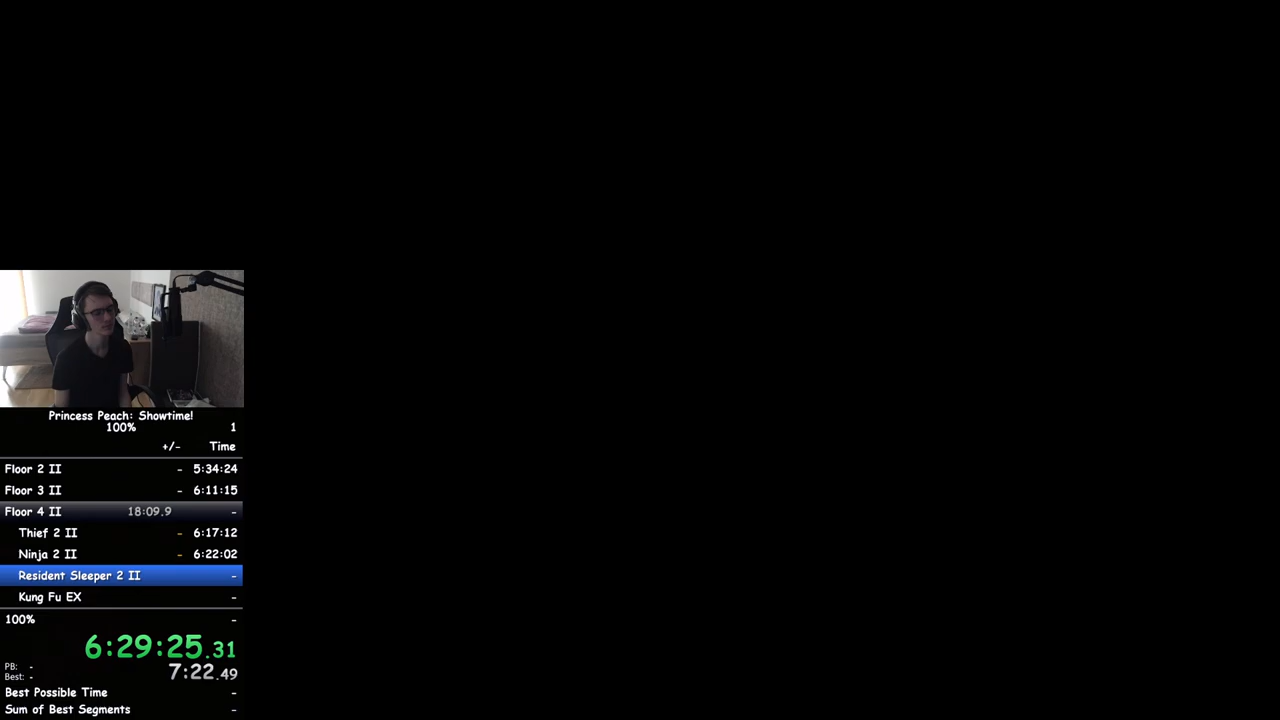 Princess Peach: Showtime!
100% 1
+/- Time
Floor 2 II - 5:34:24
Floor 3 II - 6:11:15
Floor 4 II 18:09.9 -
Thief 2 II - 6:17:12
Ninja 2 II - 6:22:02
Resident Sleeper 2 II -
Kung Fu EX -
100% -
6:29:25.31
PB: -
Best: - 7:22.49
Best Possible Time -
Sum of Best Segments -